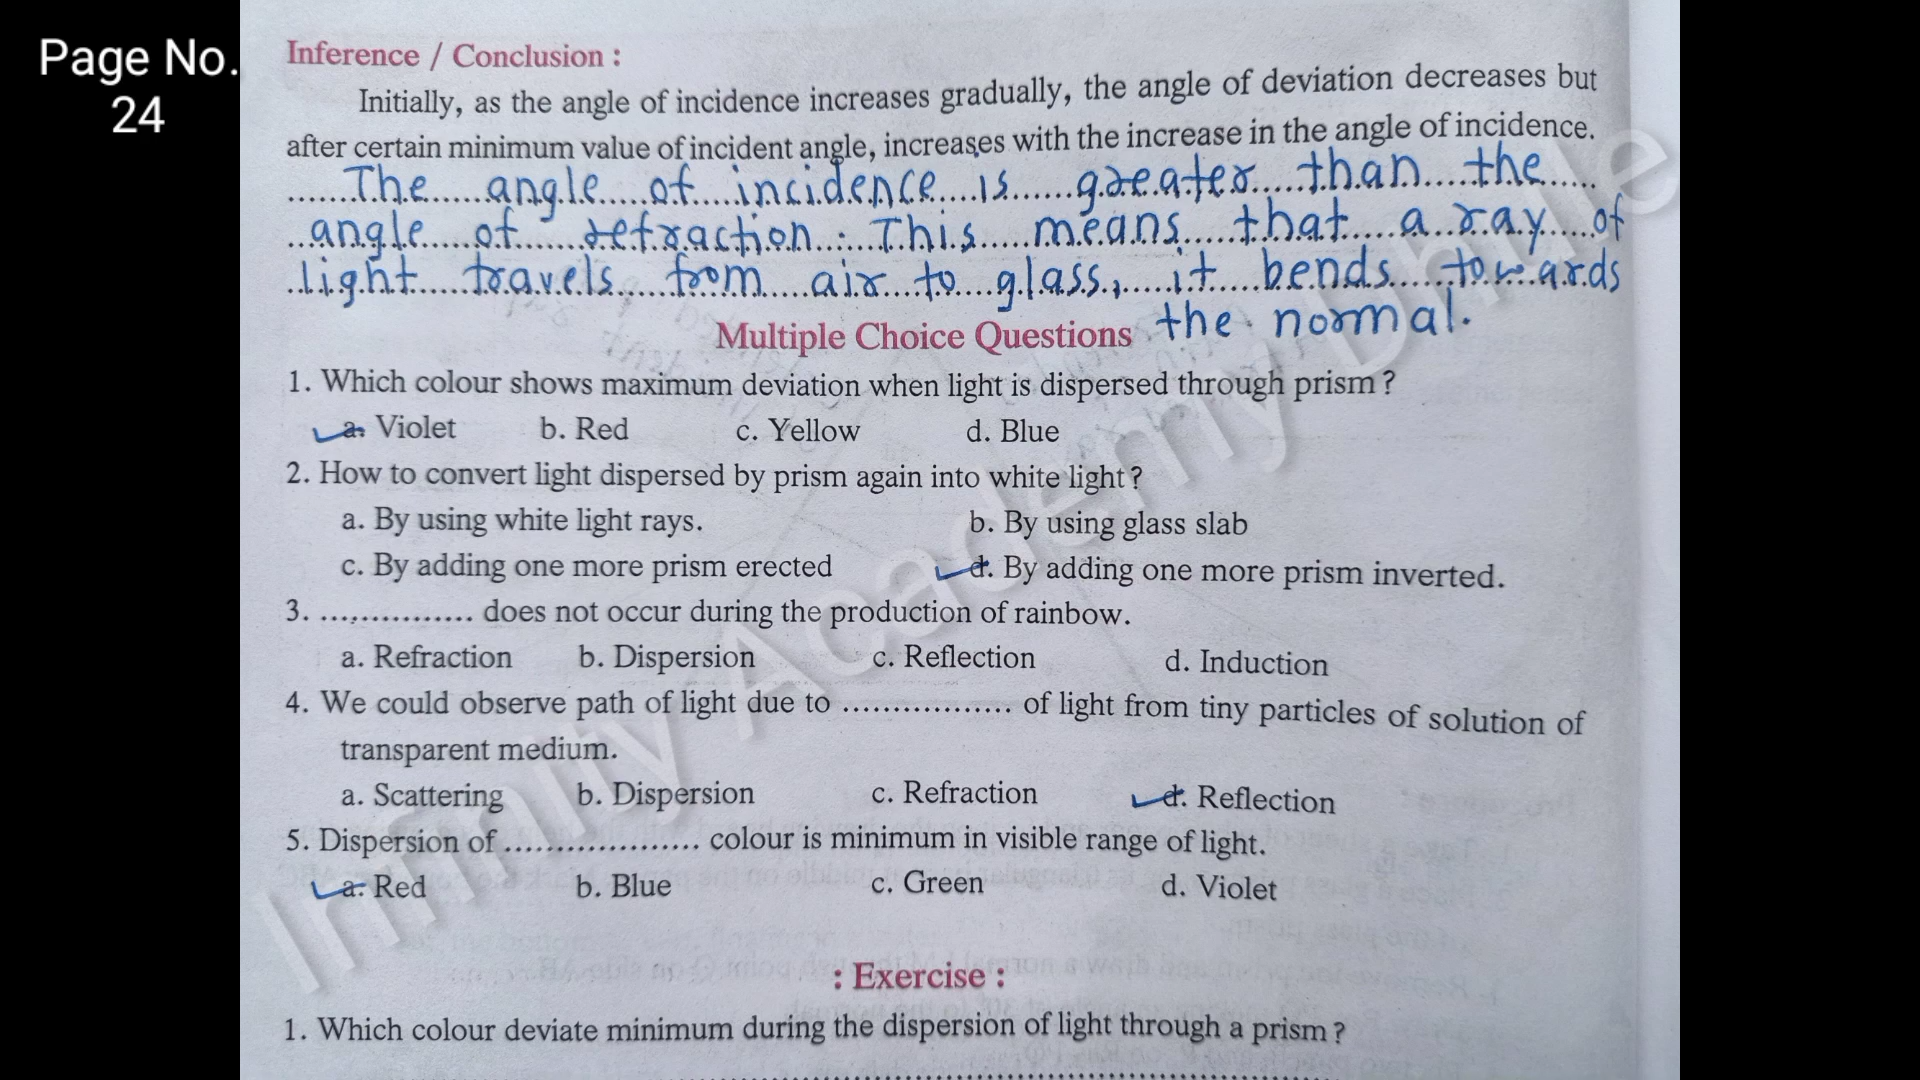 Page No.
24
Inference / Conclusion :
Initially, as the angle of incidence increases gradually, the angle of deviation decreases but
after certain minimum value of incident angle, increases with the increase in the angle of incidence.
The angle of incidence is greater than the
angle of refraction. This means that a ray of
light travels from air to glass, it bends towards
the normal.
Multiple Choice Questions
1. Which colour shows maximum deviation when light is dispersed through prism?
a. Violet b. Red c. Yellow d. Blue
2. How to convert light dispersed by prism again into white light?
a. By using white light rays. b. By using glass slab
c. By adding one more prism erected d. By adding one more prism inverted.
3. ............... does not occur during the production of rainbow.
a. Refraction b. Dispersion c. Reflection d. Induction
4. We could observe path of light due to ................. of light from tiny particles of solution of
transparent medium.
a. Scattering b. Dispersion c. Refraction d. Reflection
5. Dispersion of ................... colour is minimum in visible range of light.
a. Red b. Blue c. Green d. Violet
: Exercise :
1. Which colour deviate minimum during the dispersion of light through a prism?
Infinity Academy Dhule